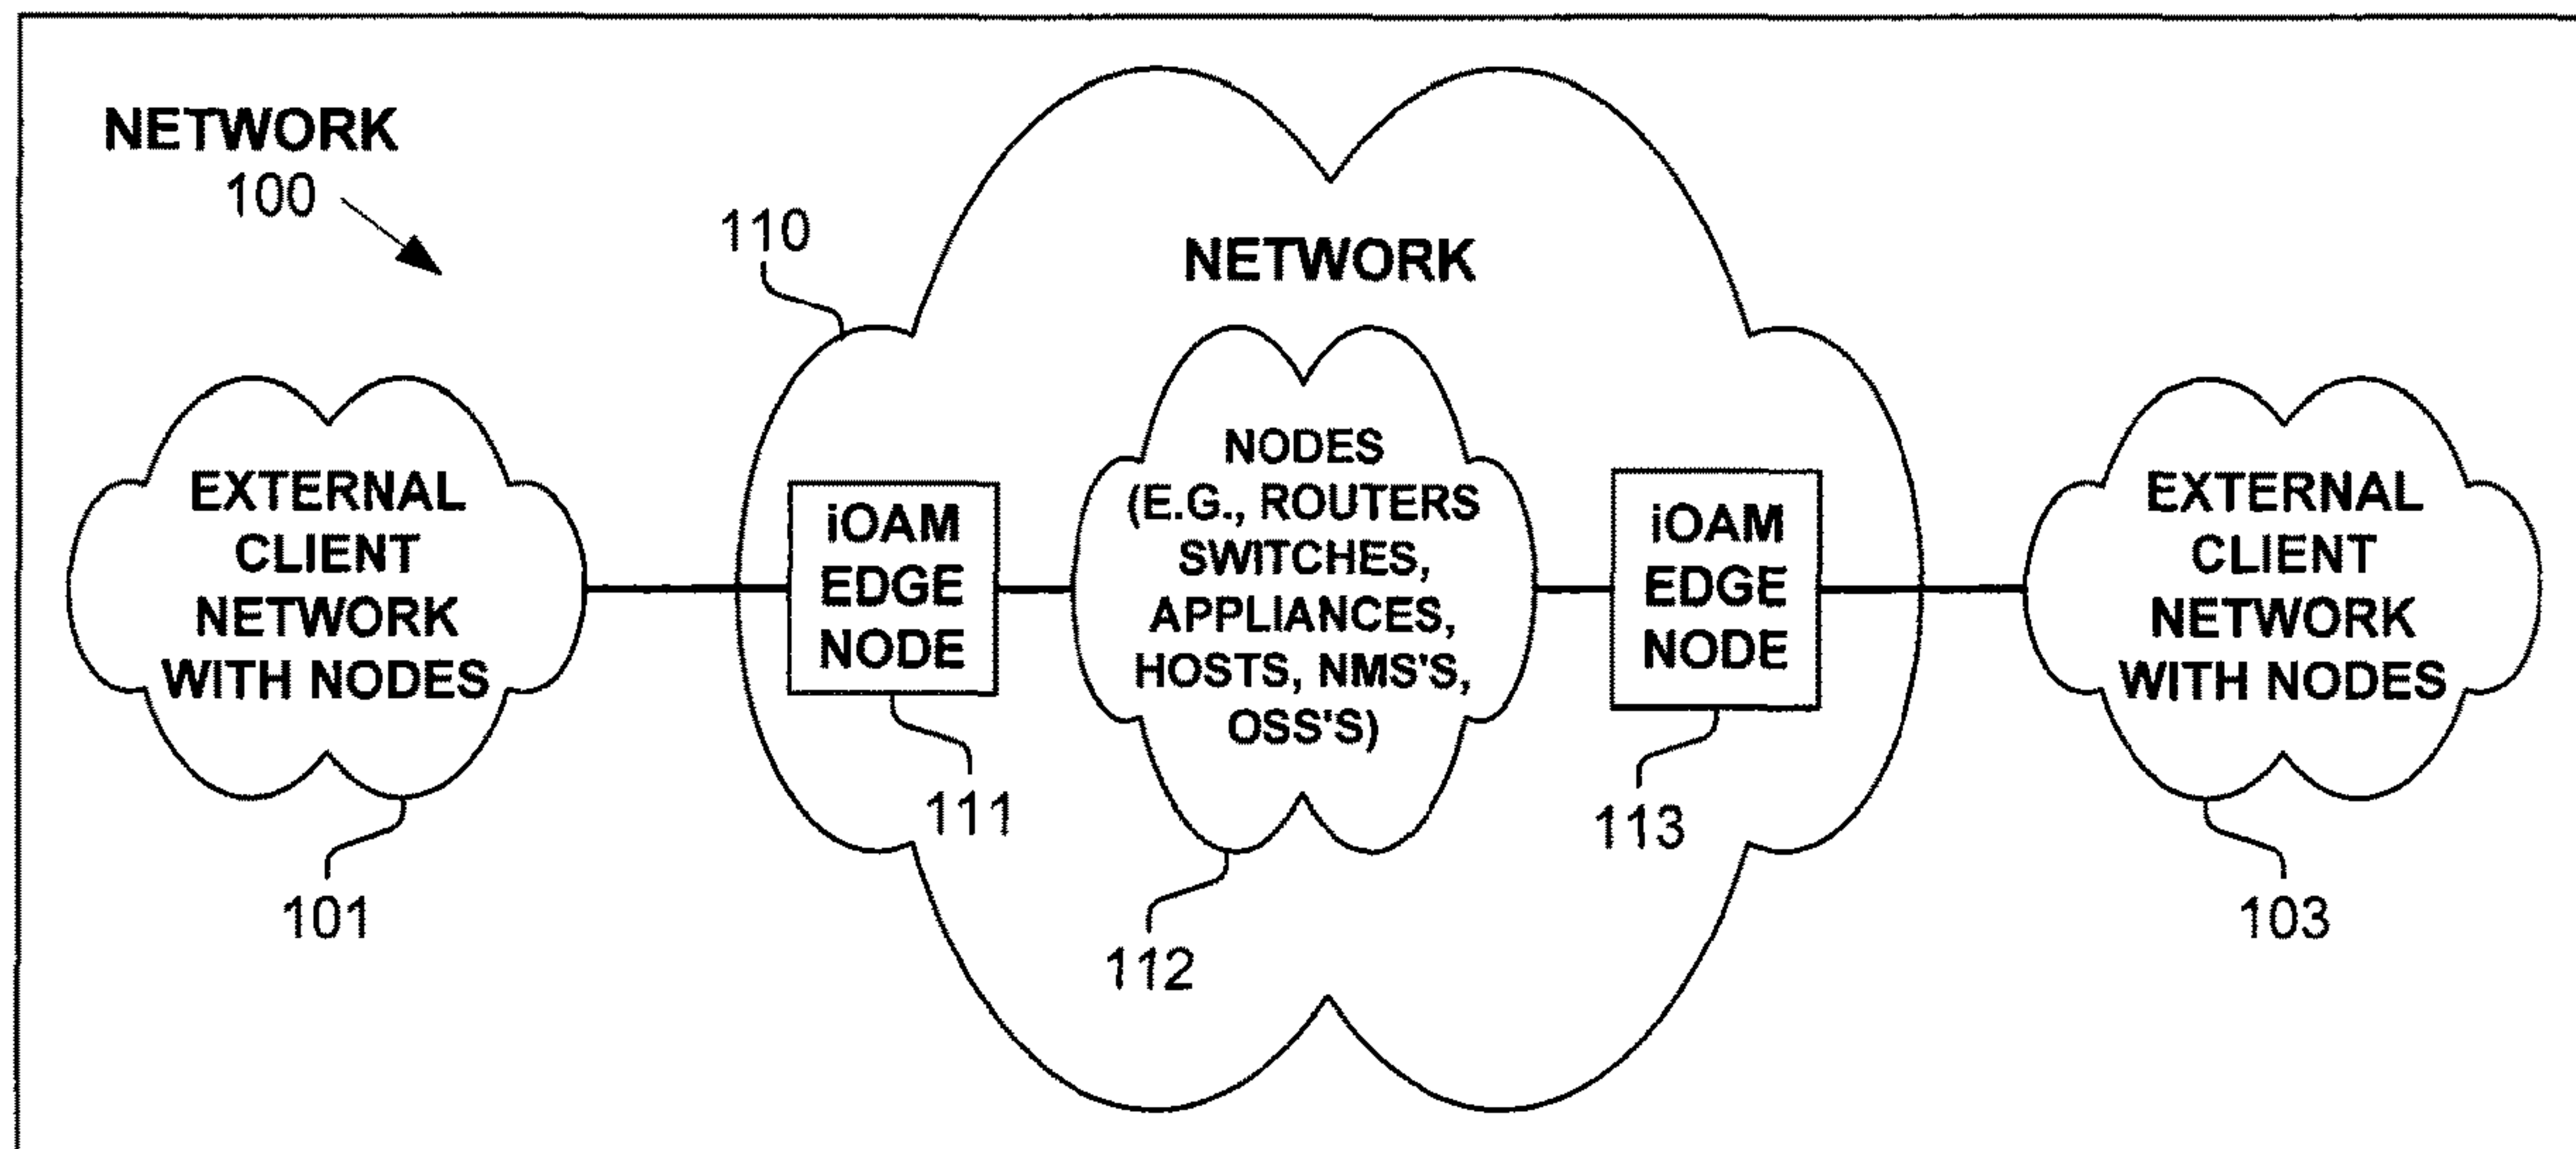 NETWORK
100
110
NETWORK
EXTERNAL
CLIENT
NETWORK
WITH NODES
101
iOAM
EDGE
NODE
111
NODES
(E.G., ROUTERS
SWITCHES,
APPLIANCES,
HOSTS, NMS'S,
OSS'S)
112
iOAM
EDGE
NODE
113
EXTERNAL
CLIENT
NETWORK
WITH NODES
103